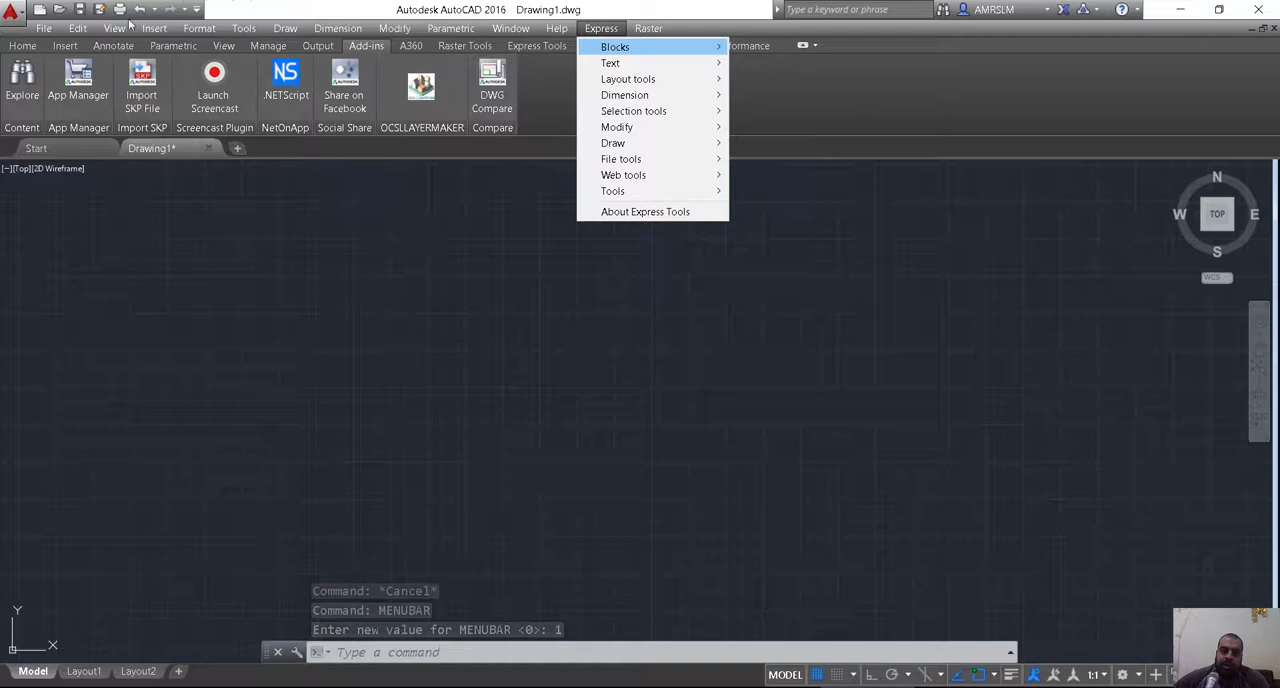 Autodesk AutoCAD 2016 Drawing1.dwg
Type a keyword or phrase
AMRSLM
File Edit View Insert Format Tools Draw Dimension Modify Parametric Window Help Express Raster
Home Insert Annotate Parametric View Manage Output Add-ins A360 Raster Tools Express Tools
Explore
App Manager
Import
SKP File
Launch
Screencast
NS
.NETScript
Share on
Facebook
DWG
Compare
Content App Manager Import SKP Screencast Plugin NetOnApp Social Share OCSLLAYERMAKER Compare
Blocks
Text
Layout tools
Dimension
Selection tools
Modify
Draw
File tools
Web tools
Tools
About Express Tools
Start Drawing1*
[−][Top][2D Wireframe]
N
W TOP E
S
WCS
Command: *Cancel*
Command: MENUBAR
Enter new value for MENUBAR <0>: 1
Type a command
Y
X
Model Layout1 Layout2 +
MODEL
1:1